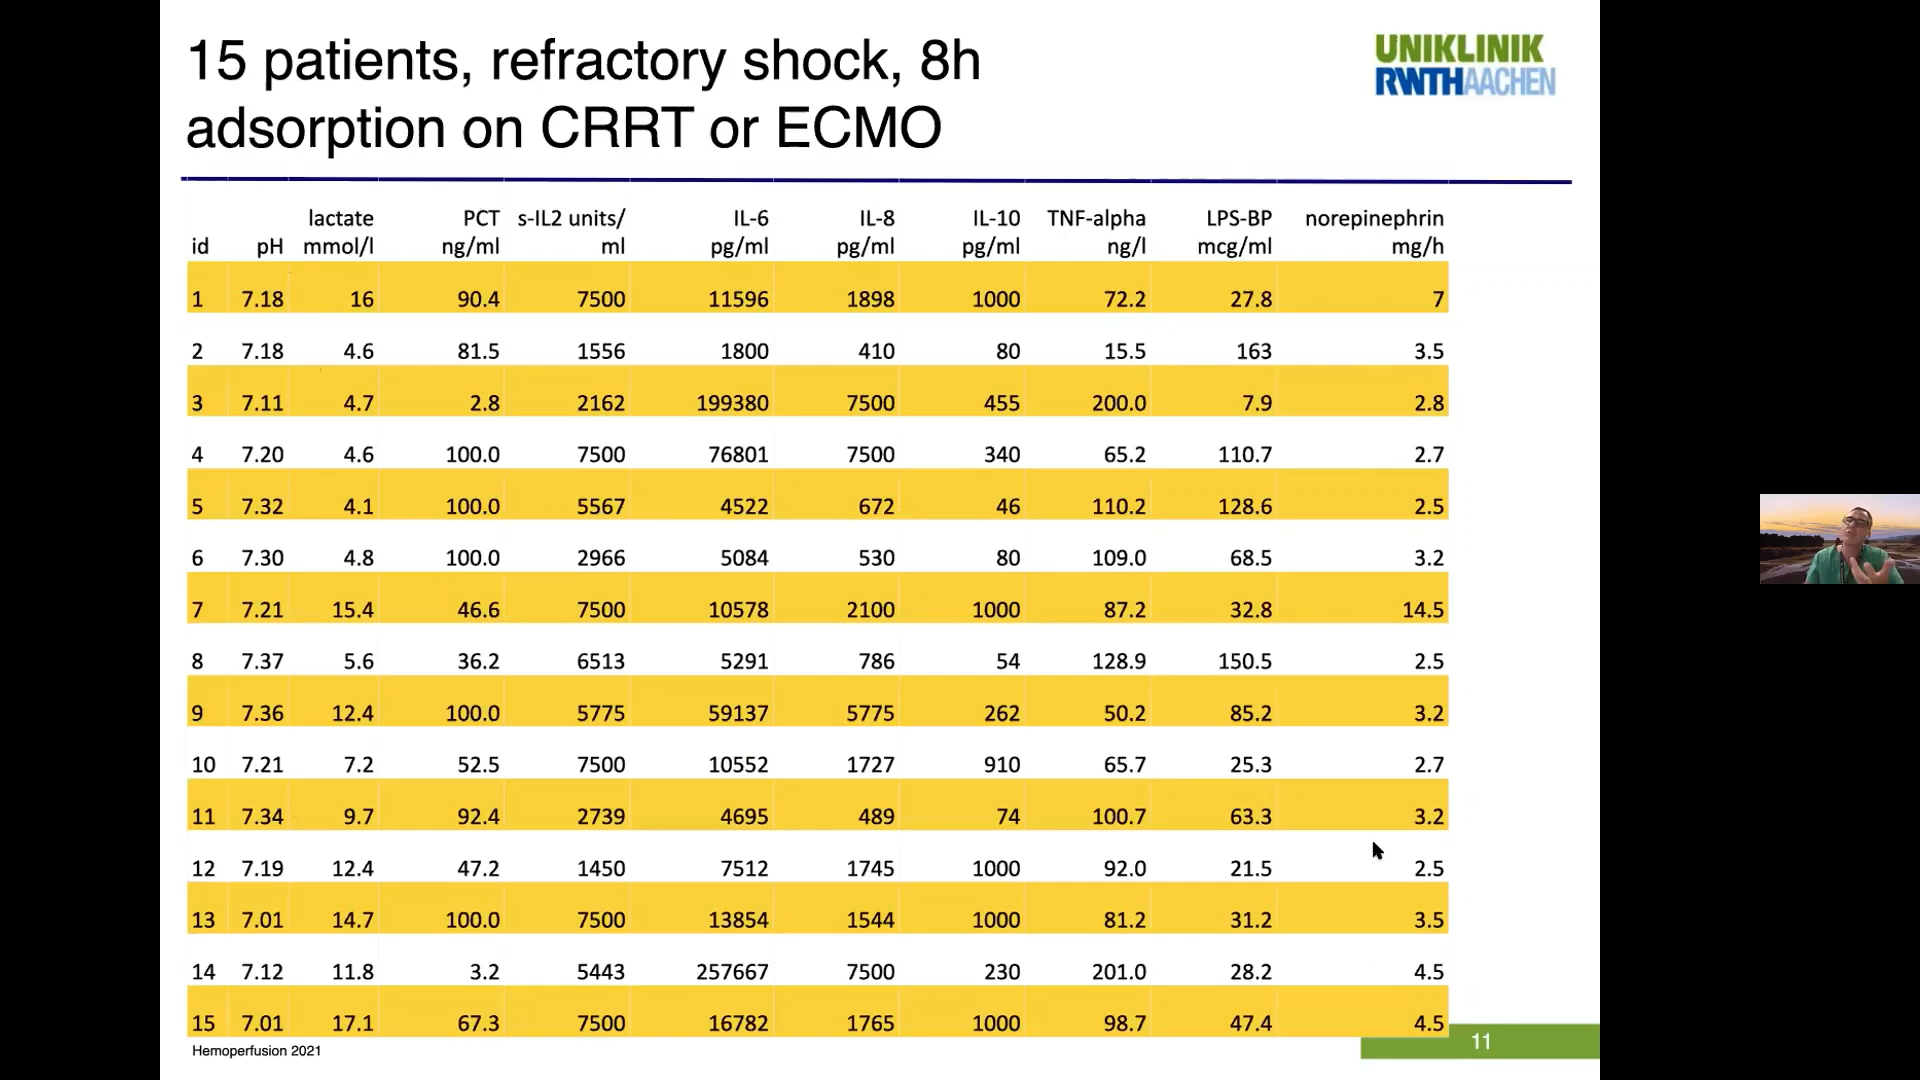 15 patients, refractory shock, 8h
adsorption on CRRT or ECMO
UNIKLINIK
RWTHAACHEN
lactate PCT s-IL2 units/ IL-6 IL-8 IL-10 TNF-alpha LPS-BP norepinephrin
id pH mmol/l ng/ml ml pg/ml pg/ml pg/ml ng/l mcg/ml mg/h
1 7.18 16 90.4 7500 11596 1898 1000 72.2 27.8 7
2 7.18 4.6 81.5 1556 1800 410 80 15.5 163 3.5
3 7.11 4.7 2.8 2162 199380 7500 455 200.0 7.9 2.8
4 7.20 4.6 100.0 7500 76801 7500 340 65.2 110.7 2.7
5 7.32 4.1 100.0 5567 4522 672 46 110.2 128.6 2.5
6 7.30 4.8 100.0 2966 5084 530 80 109.0 68.5 3.2
7 7.21 15.4 46.6 7500 10578 2100 1000 87.2 32.8 14.5
8 7.37 5.6 36.2 6513 5291 786 54 128.9 150.5 2.5
9 7.36 12.4 100.0 5775 59137 5775 262 50.2 85.2 3.2
10 7.21 7.2 52.5 7500 10552 1727 910 65.7 25.3 2.7
11 7.34 9.7 92.4 2739 4695 489 74 100.7 63.3 3.2
12 7.19 12.4 47.2 1450 7512 1745 1000 92.0 21.5 2.5
13 7.01 14.7 100.0 7500 13854 1544 1000 81.2 31.2 3.5
14 7.12 11.8 3.2 5443 257667 7500 230 201.0 28.2 4.5
15 7.01 17.1 67.3 7500 16782 1765 1000 98.7 47.4 4.5
Hemoperfusion 2021
11